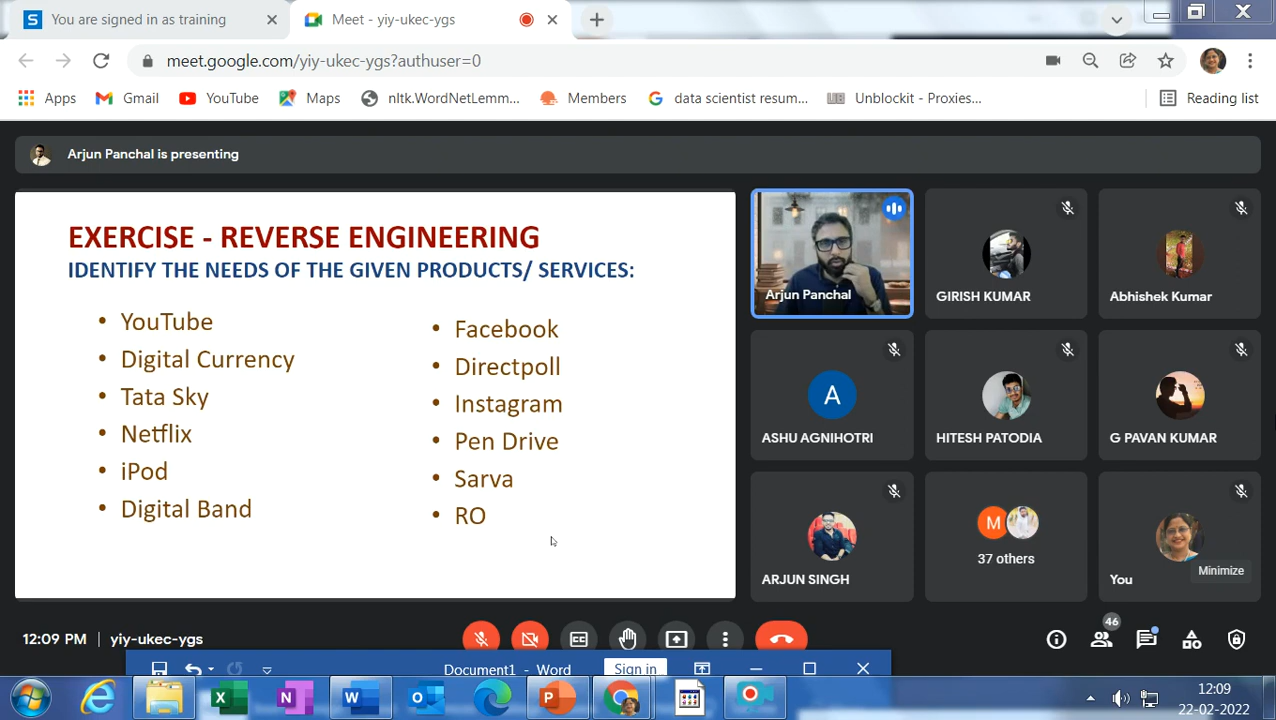 You are signed in as training
Meet - yiy-ukec-ygs
meet.google.com/yiy-ukec-ygs?authuser=0
Apps
Gmail
YouTube
Maps
nltk.WordNetLemm...
Members
data scientist resum...
Unblockit - Proxies...
Reading list
Arjun Panchal is presenting
EXERCISE - REVERSE ENGINEERING
IDENTIFY THE NEEDS OF THE GIVEN PRODUCTS/ SERVICES:
• YouTube
• Digital Currency
• Tata Sky
• Netflix
• iPod
• Digital Band
• Facebook
• Directpoll
• Instagram
• Pen Drive
• Sarva
• RO
Arjun Panchal
GIRISH KUMAR
Abhishek Kumar
A
ASHU AGNIHOTRI
HITESH PATODIA
G PAVAN KUMAR
ARJUN SINGH
M
37 others
You
Minimize
12:09 PM | yiy-ukec-ygs
46
Document1 - Word
Sign in
12:09
22-02-2022